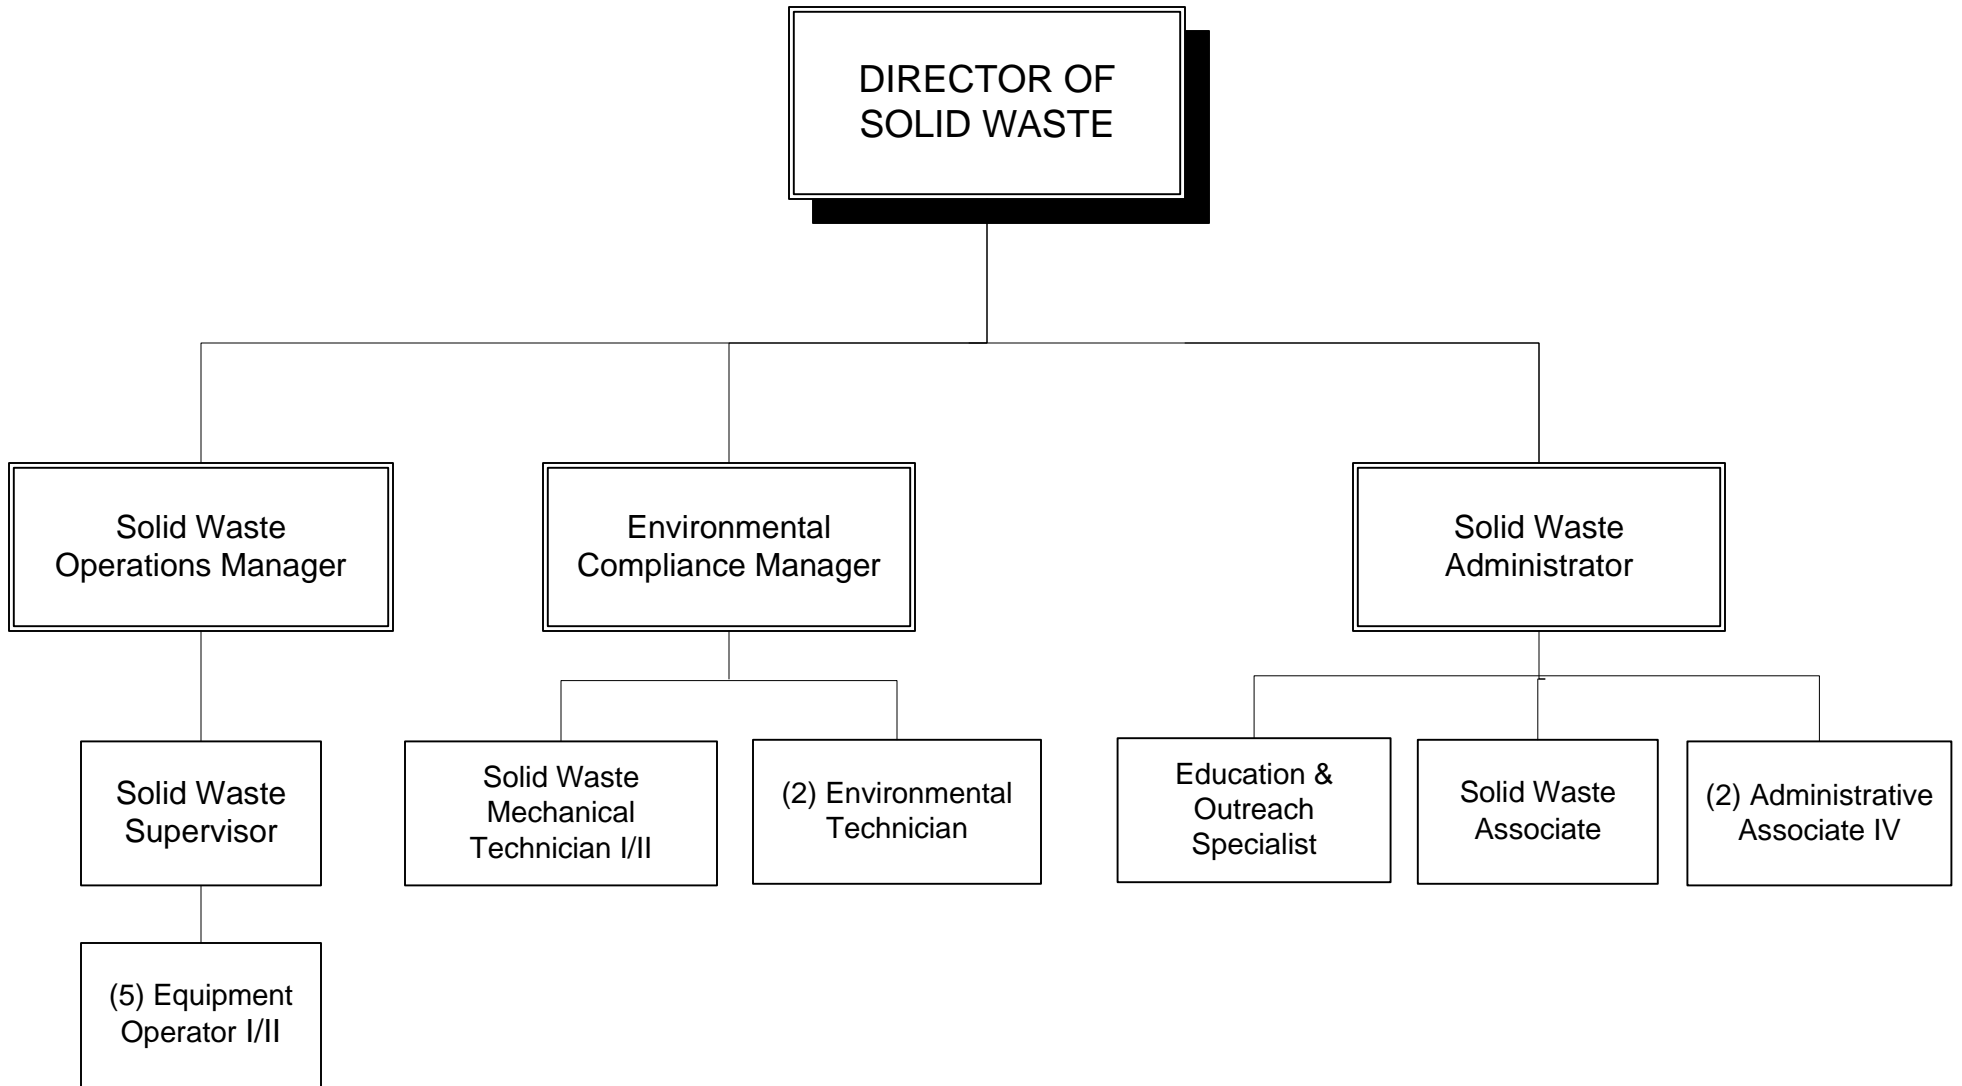 DIRECTOR OF
SOLID WASTE
Solid Waste
Operations Manager
Environmental
Compliance Manager
Solid Waste
Administrator
Solid Waste
Supervisor
Solid Waste
Mechanical
Technician I/II
(2) Environmental
Technician
Education &
Outreach
Specialist
Solid Waste
Associate
(2) Administrative
Associate IV
(5) Equipment
Operator I/II